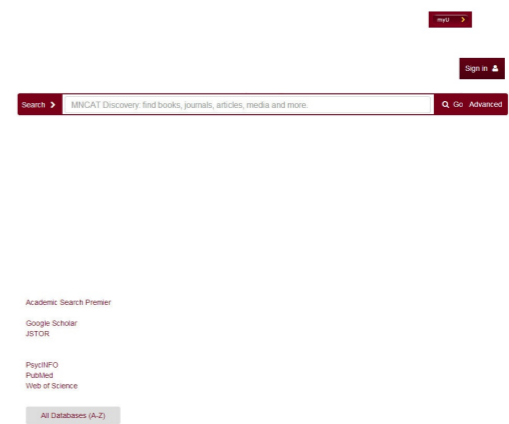 myU
Sign in
Search MNCAT Discovery: find books, journals, articles, media and more. Go Advanced
Academic Search Premier
Google Scholar
JSTOR
PsycINFO
PubMed
Web of Science
All Databases (A-Z)